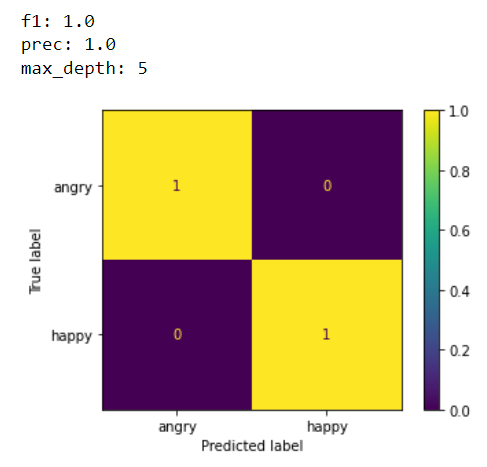 f1: 1.0
prec: 1.0
max_depth: 5
1.0
angry 1 0
0.8
True label
0.6
0.4
happy 0 1
0.2
0.0
angry happy
Predicted label